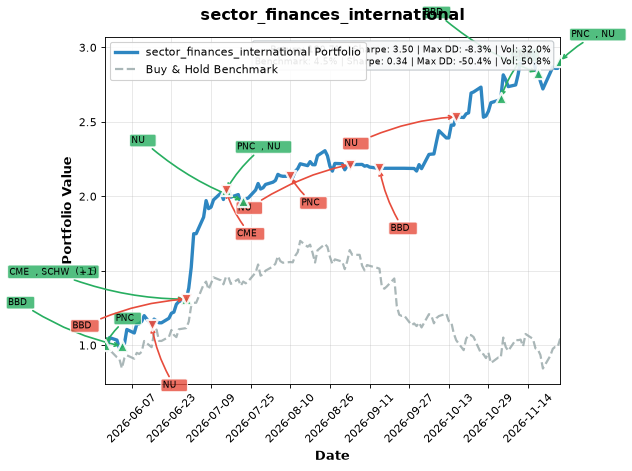 sector_finances_international
BBD
PNC , NU
sector_finances_international Portfolio
Buy & Hold Benchmark
Sharpe: 3.50 | Max DD: -8.3% | Vol: 32.0%
Benchmark: 4.5% | Sharpe: 0.34 | Max DD: -50.4% | Vol: 50.8%
3.0
2.5
2.0
1.0
Portfolio Value
NU
PNC , NU
NU
NU
PNC
CME
BBD
CME , SCHW (+1)
BBD
PNC
BBD
NU
2026-06-07
2026-06-23
2026-07-09
2026-07-25
2026-08-10
2026-08-26
2026-09-11
2026-09-27
2026-10-13
2026-10-29
2026-11-14
Date